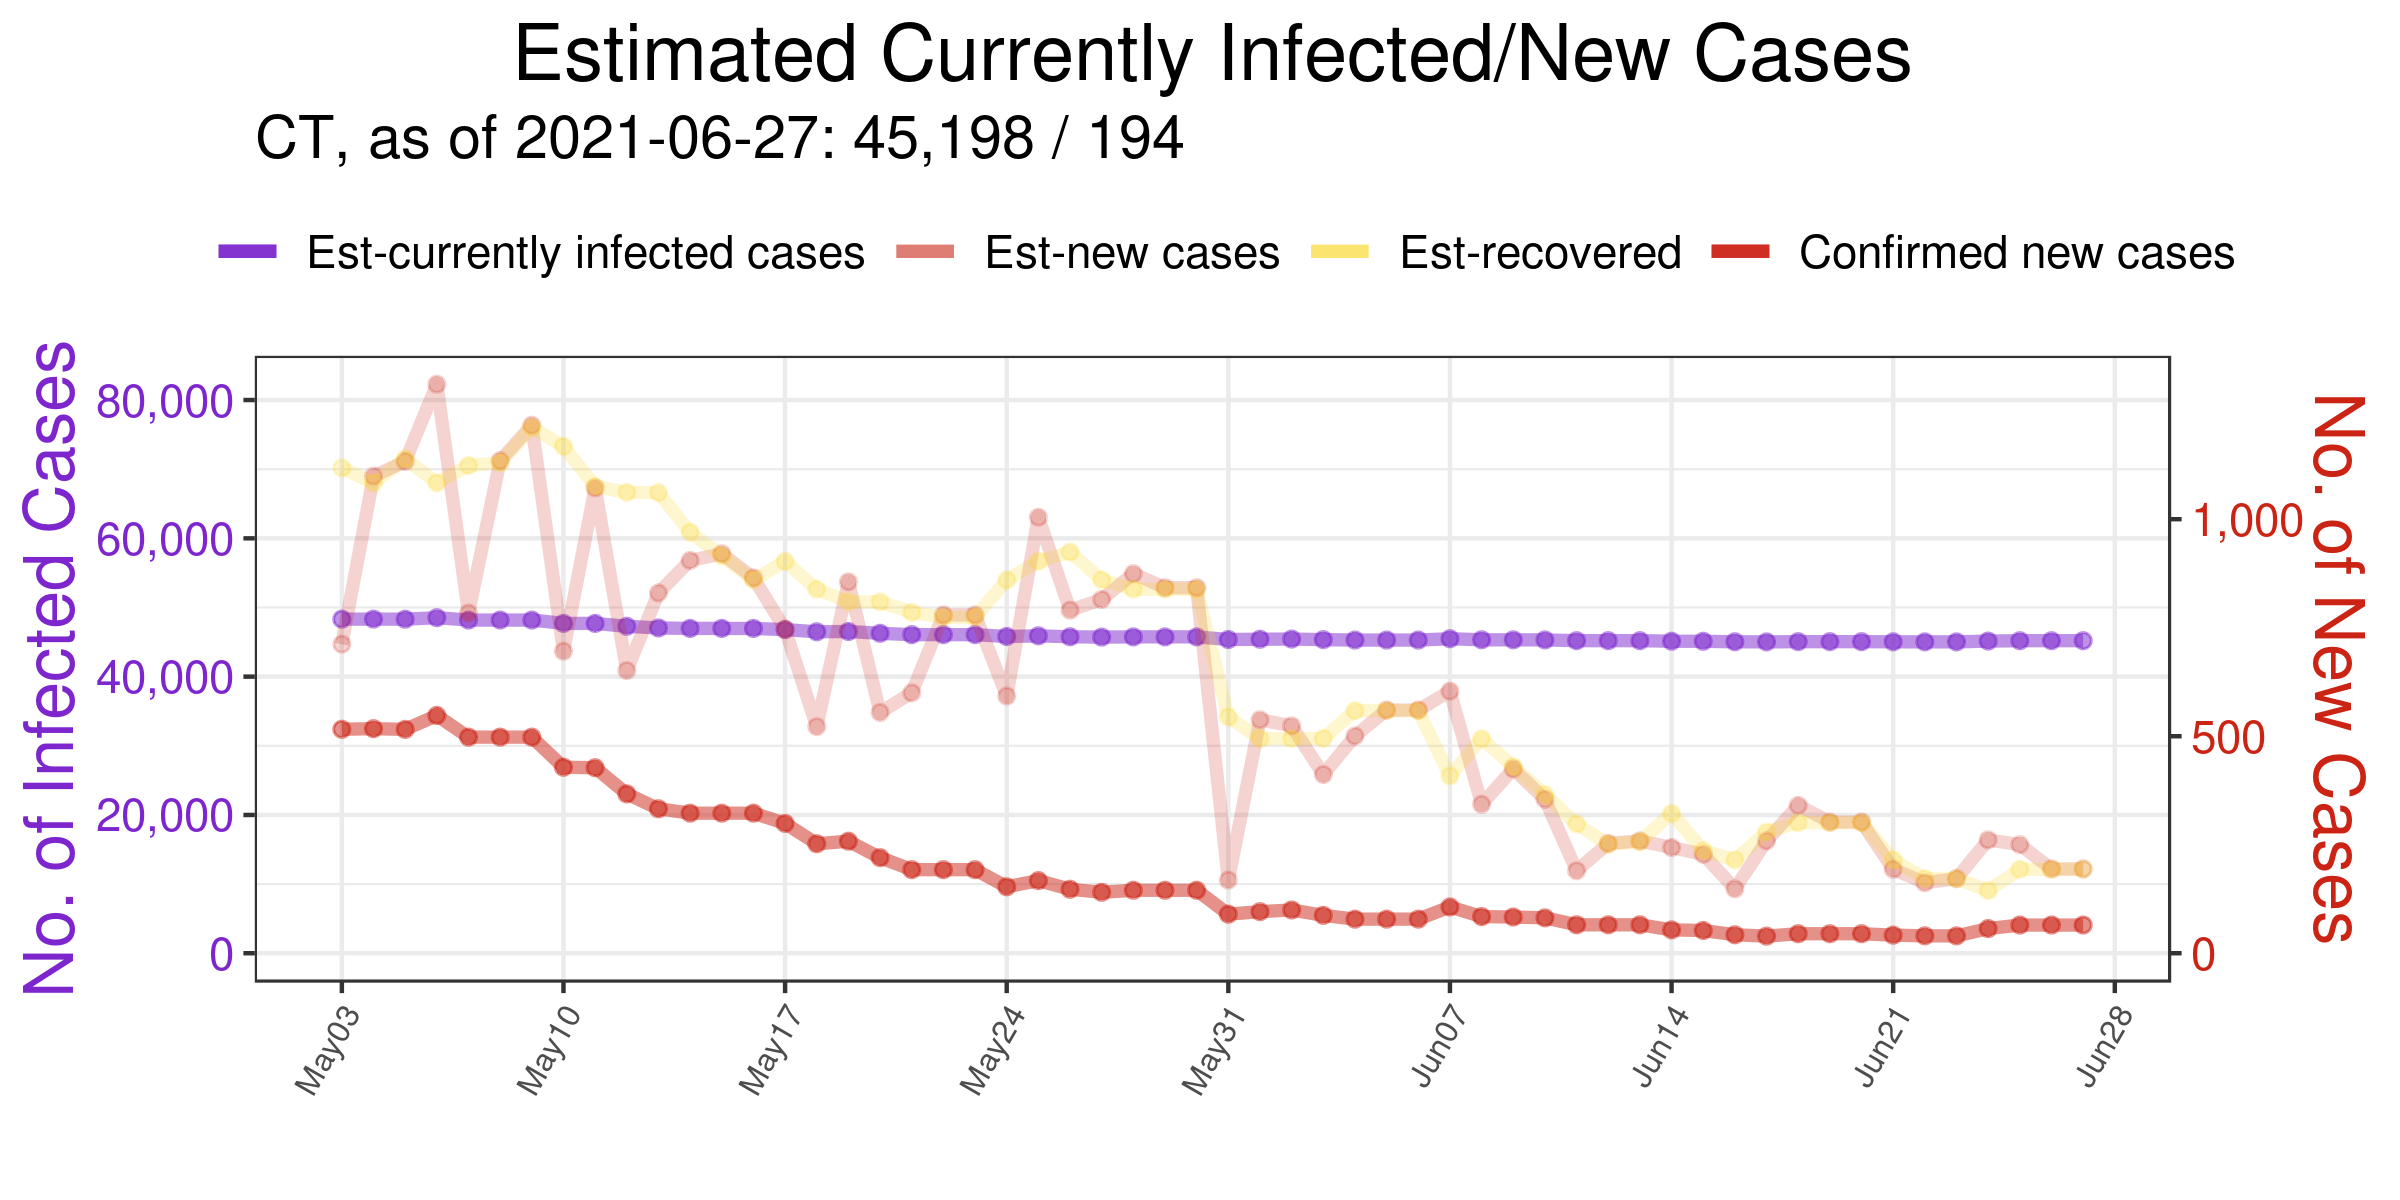 Estimated Currently Infected/New Cases
CT, as of 2021-06-27: 45,198 / 194
Est-currently infected cases Est-new cases Est-recovered Confirmed new cases
No. of Infected Cases
80,000
60,000
40,000
20,000
0
1,000
500
0
No. of New Cases
May03 May10 May17 May24 May31 Jun07 Jun14 Jun21 Jun28